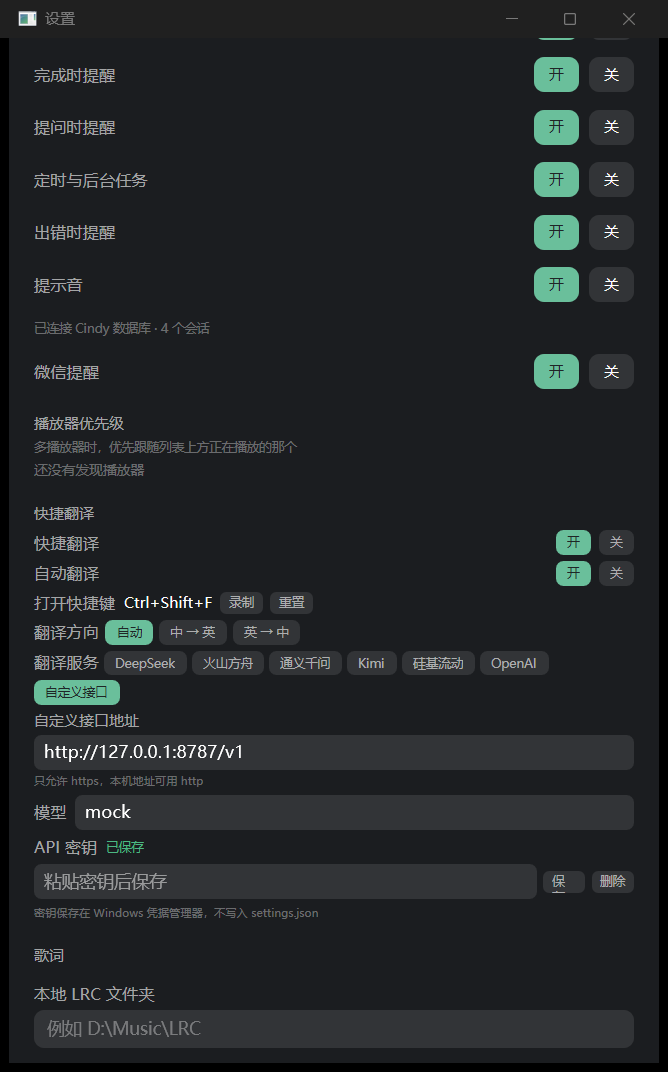 设置
完成时提醒 开 关
提问时提醒 开 关
定时与后台任务 开 关
出错时提醒 开 关
提示音 开 关
已连接 Cindy 数据库 · 4 个会话
微信提醒 开 关
播放器优先级
多播放器时，优先跟随列表上方正在播放的那个
还没有发现播放器
快捷翻译
快捷翻译 开 关
自动翻译 开 关
打开快捷键 Ctrl+Shift+F 录制 重置
翻译方向 自动 中 → 英 英 → 中
翻译服务 DeepSeek 火山方舟 通义千问 Kimi 硅基流动 OpenAI
自定义接口
自定义接口地址
http://127.0.0.1:8787/v1
只允许 https，本机地址可用 http
模型 mock
API 密钥 已保存
粘贴密钥后保存 保 删除
密钥保存在 Windows 凭据管理器，不写入 settings.json
歌词
本地 LRC 文件夹
例如 D:\Music\LRC